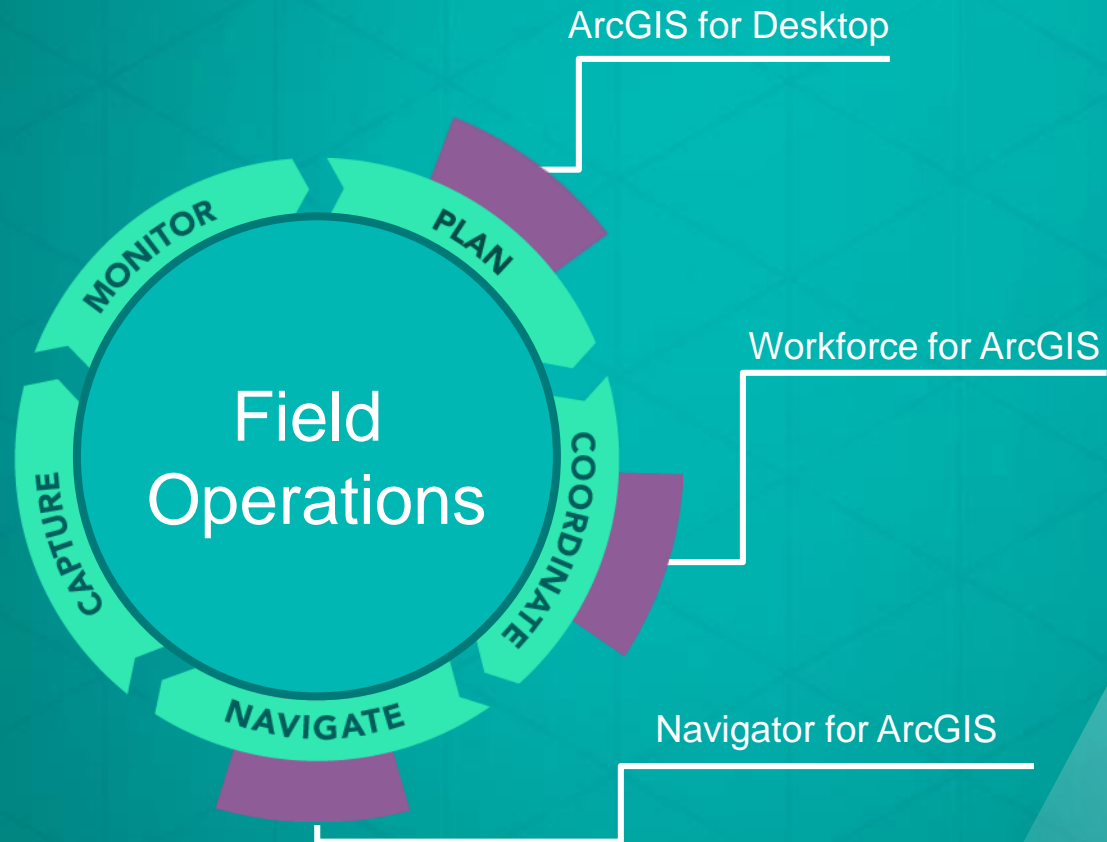 ArcGIS for Desktop
PLAN
MONITOR
Workforce for ArcGIS
Field
Operations
COORDINATE
CAPTURE
NAVIGATE
Navigator for ArcGIS